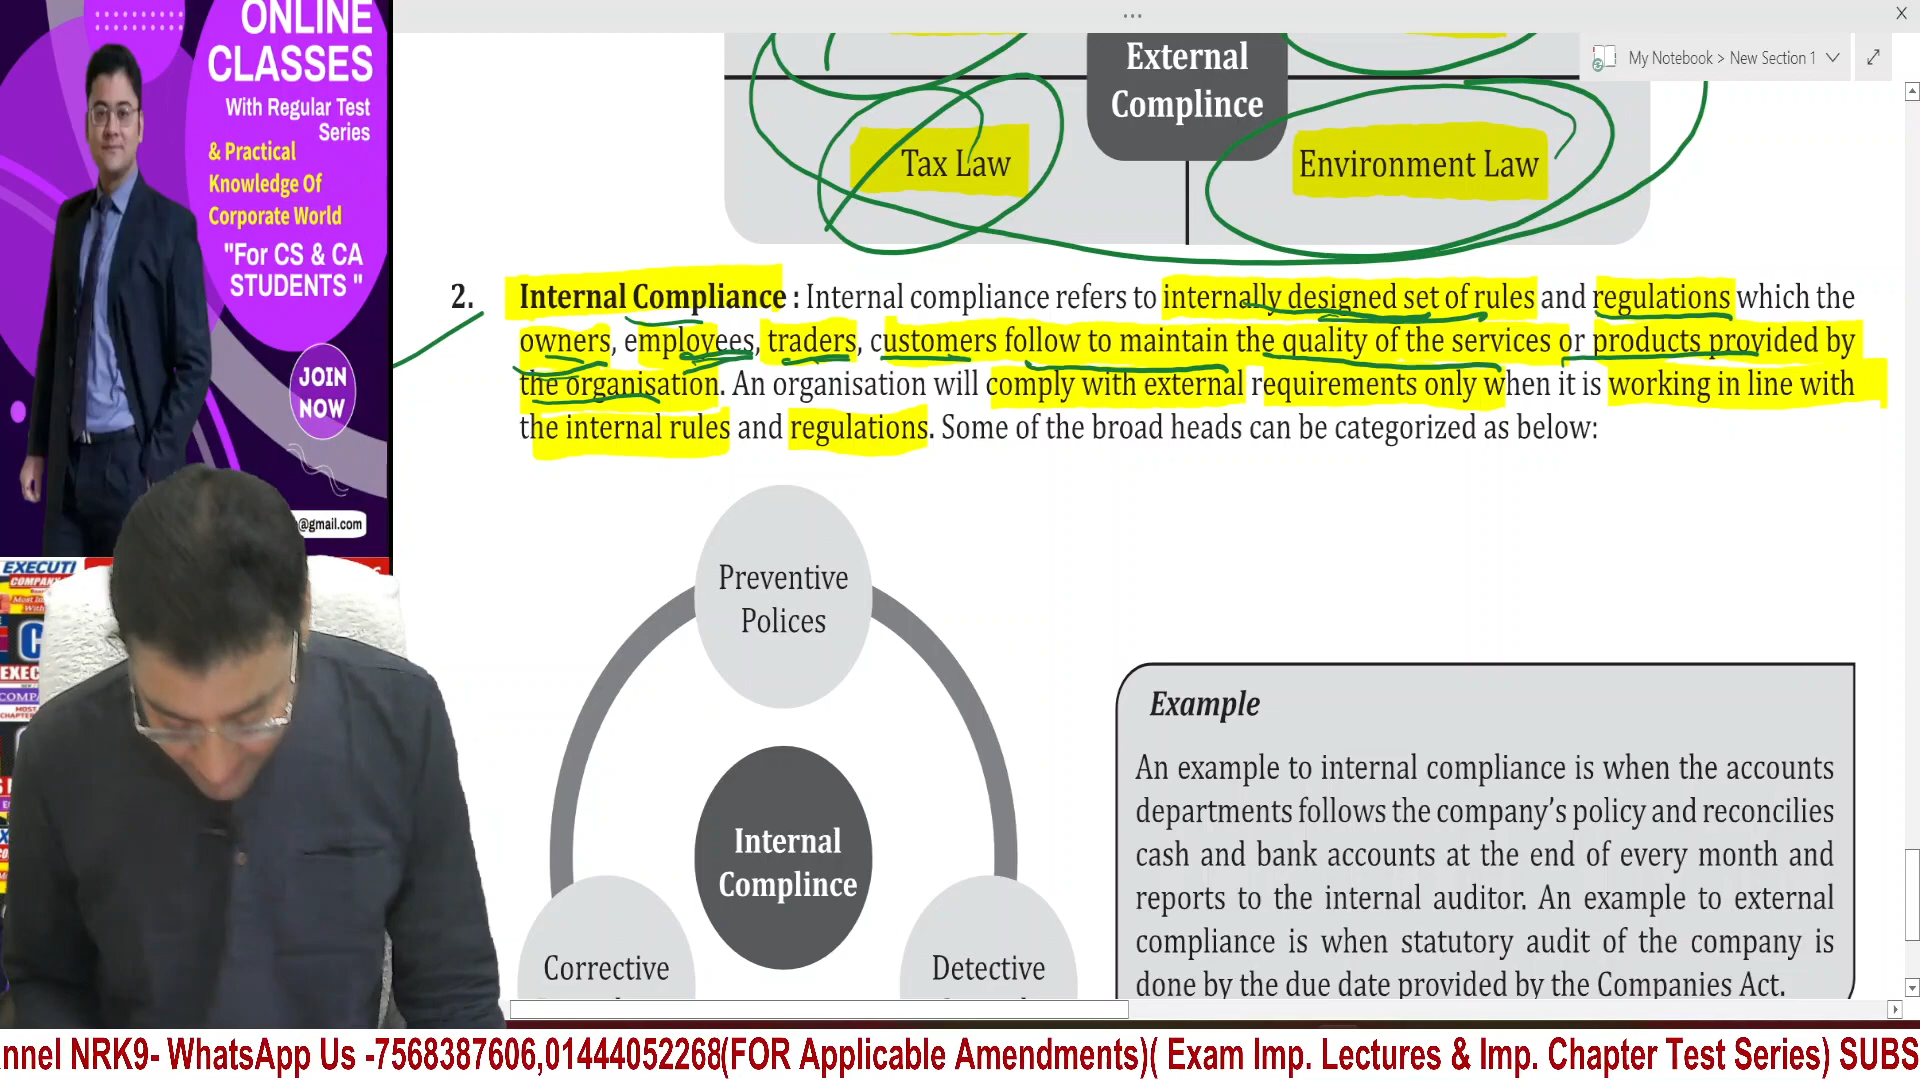 ONLINE
CLASSES
With Regular Test
Series
& Practical
Knowledge Of
Corporate World
"For CS & CA
STUDENTS "
JOIN
NOW
@gmail.com
EXECUTI
COMPANY
EXEC
My Notebook > New Section 1
External
Complince
Tax Law
Environment Law
2. Internal Compliance : Internal compliance refers to internally designed set of rules and regulations which the
owners, employees, traders, customers follow to maintain the quality of the services or products provided by
the organisation. An organisation will comply with external requirements only when it is working in line with
the internal rules and regulations. Some of the broad heads can be categorized as below:
Preventive
Polices
Internal
Complince
Corrective
Detective
Example
An example to internal compliance is when the accounts
departments follows the company's policy and reconciles
cash and bank accounts at the end of every month and
reports to the internal auditor. An example to external
compliance is when statutory audit of the company is
done by the due date provided by the Companies Act.
nnel NRK9- WhatsApp Us -7568387606,01444052268(FOR Applicable Amendments)( Exam Imp. Lectures & Imp. Chapter Test Series) SUBS